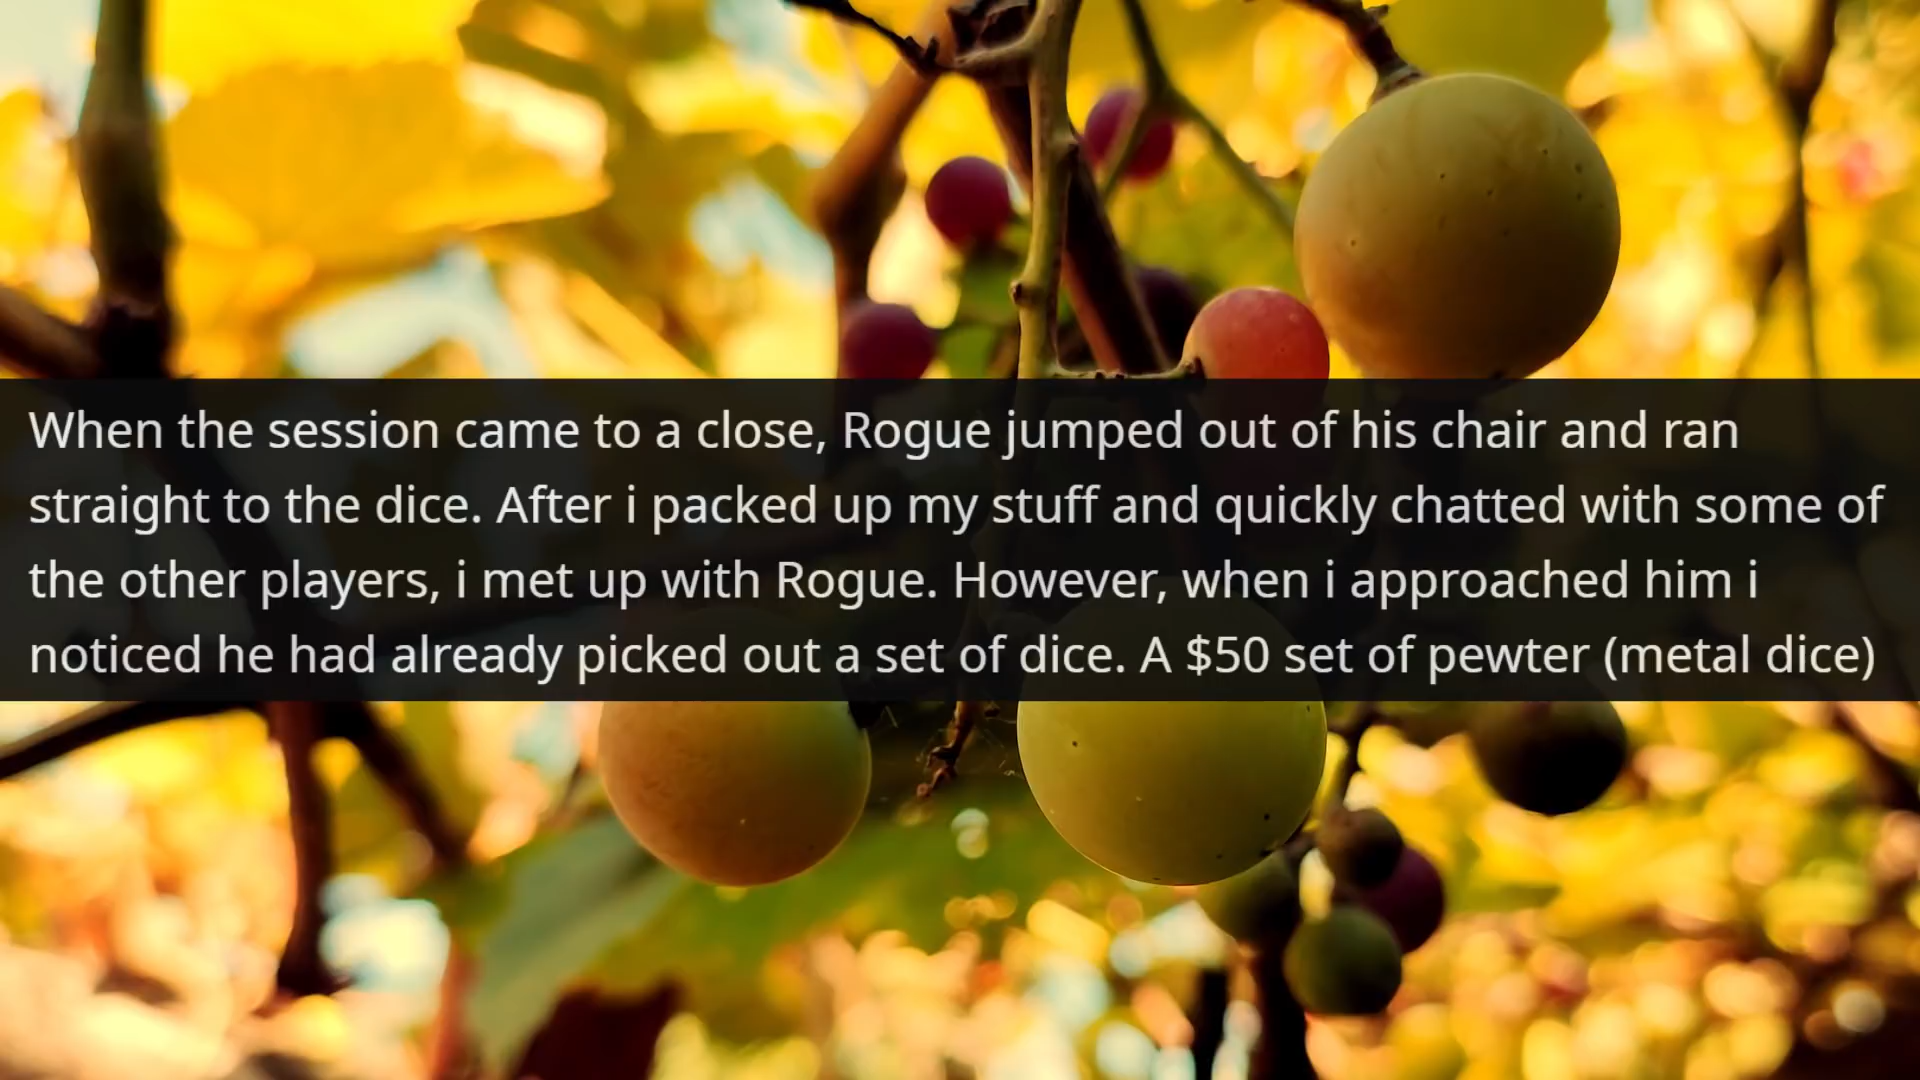 When the session came to a close, Rogue jumped out of his chair and ran
straight to the dice. After i packed up my stuff and quickly chatted with some of
the other players, i met up with Rogue. However, when i approached him i
noticed he had already picked out a set of dice. A $50 set of pewter (metal dice)